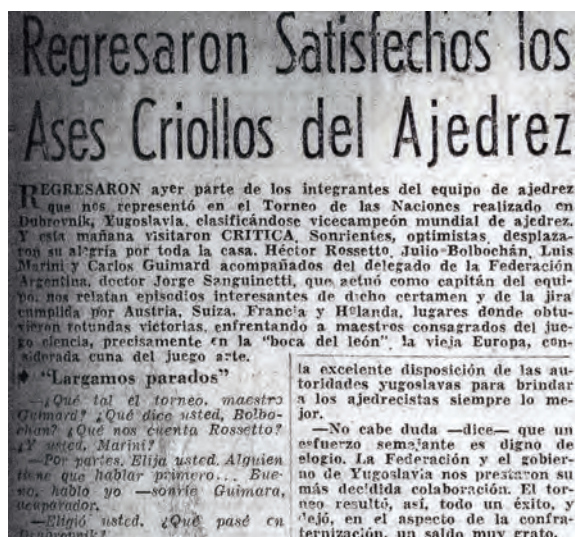 Regresaron Satisfechos los
Ases Criollos del Ajedrez
REGRESARON ayer parte de los integrantes del equipo de ajedrez
que nos representó en el Torneo de las Naciones realizado en
Dubrovnik, Yugoslavia, clasificándose vicecampeón mundial de ajedrez.
Y esta mañana visitaron CRITICA. Sonrientes, optimistas, desplaza-
ron su alegría por toda la casa. Héctor Rossetto, Julio Bolbochán, Luis
Marini y Carlos Guimard acompañados del delegado de la Federación
Argentina, doctor Jorge Sanguinetti, que actuó como capitán del equi-
po, nos relatan episodios interesantes de dicho certamen y de la jira
cumplida por Austria, Suiza, Francia y Holanda, lugares donde obtu-
vieron rotundas victorias, enfrentando a maestros consagrados del jue-
go ciencia, precisamente en la "boca del león", la vieja Europa, con-
siderada cuna del juego arte.
"Largamos parados"
—¿Qué tal el torneo, maestro
Guimard? ¿Qué dice usted, Bolbo-
chan? ¿Qué nos cuenta Rossetto?
¿Y usted, Marini?
—Por partes. Elija usted. Alguien
tiene que hablar primero... Bue-
no, hablo yo —sonríe Guimara,
acaparador.
—Eligió usted. ¿Qué pasó en
Dubrovnik?
la excelente disposición de las au-
toridades yugoslavas para brindar
a los ajedrecistas siempre lo me-
jor.
—No cabe duda —dice— que un
esfuerzo semejante es digno de
elogio. La Federación y el gobier-
no de Yugoslavia nos prestaron su
más decidida colaboración. El tor-
neo resultó, así, todo un éxito, y
dejó, en el aspecto de la confra-
ternización, un saldo muy grato.